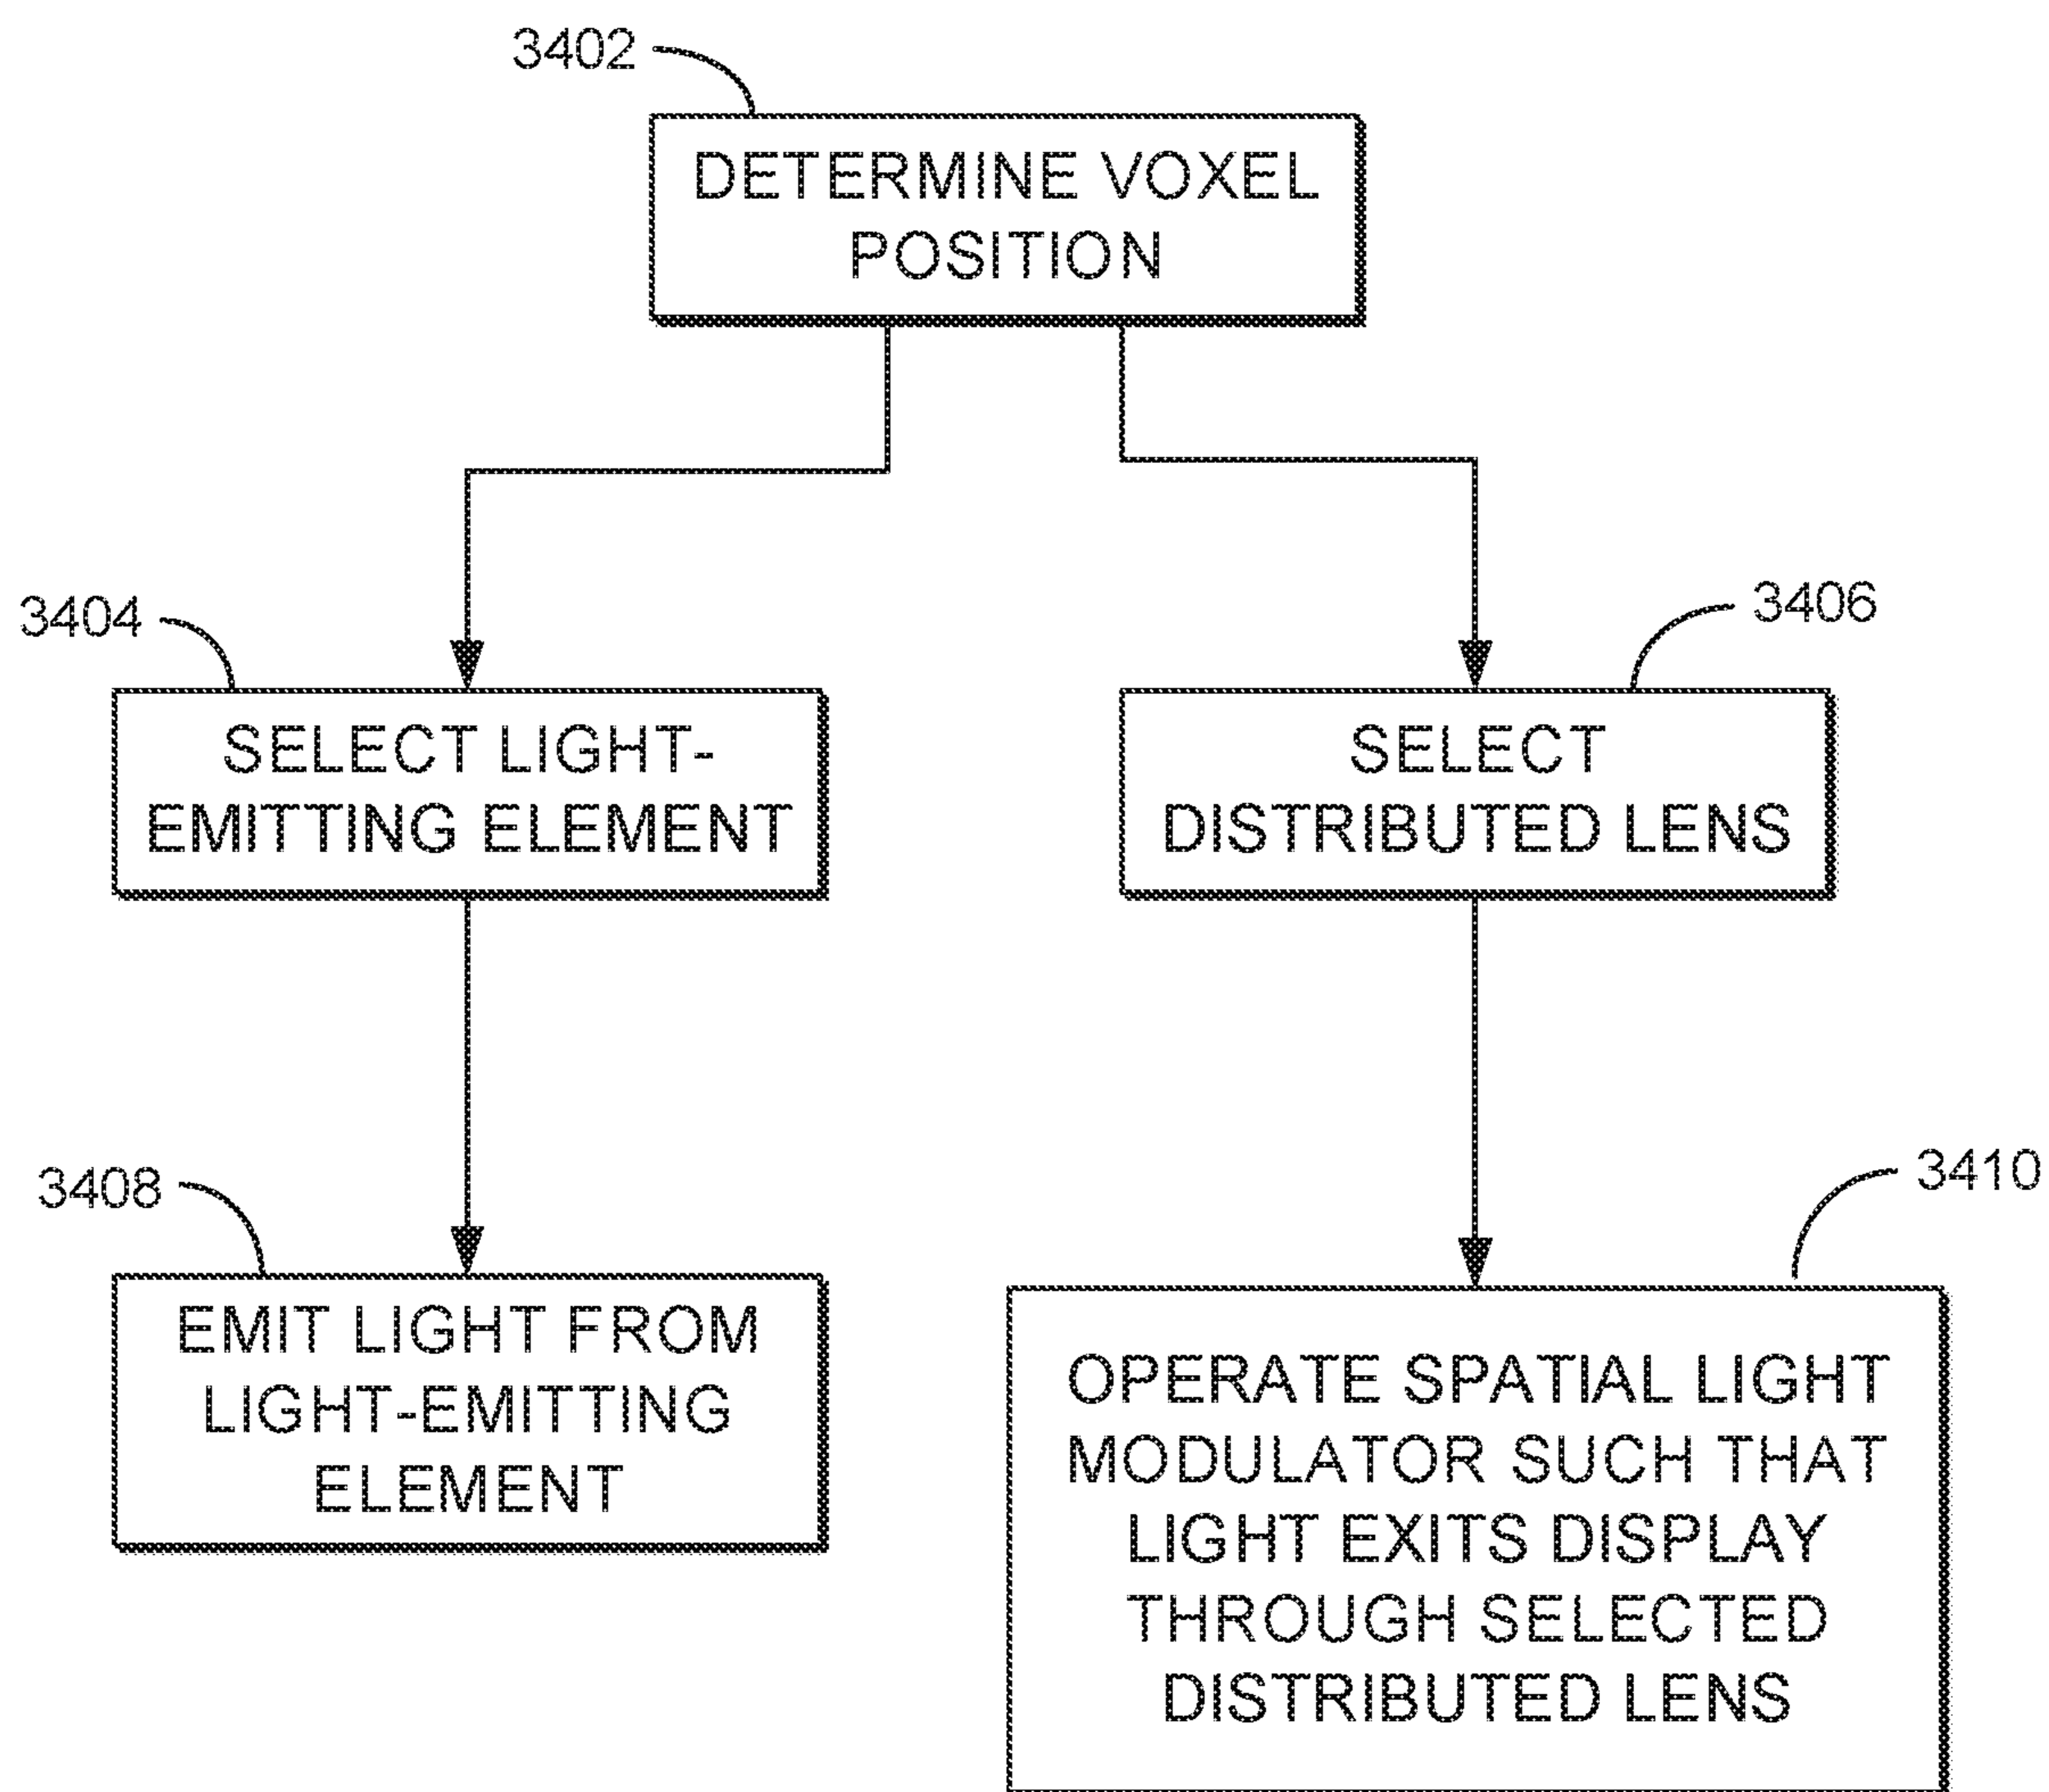 3402
DETERMINE VOXEL
POSITION
3404
SELECT LIGHT-
EMITTING ELEMENT
3406
SELECT
DISTRIBUTED LENS
3408
EMIT LIGHT FROM
LIGHT-EMITTING
ELEMENT
3410
OPERATE SPATIAL LIGHT
MODULATOR SUCH THAT
LIGHT EXITS DISPLAY
THROUGH SELECTED
DISTRIBUTED LENS